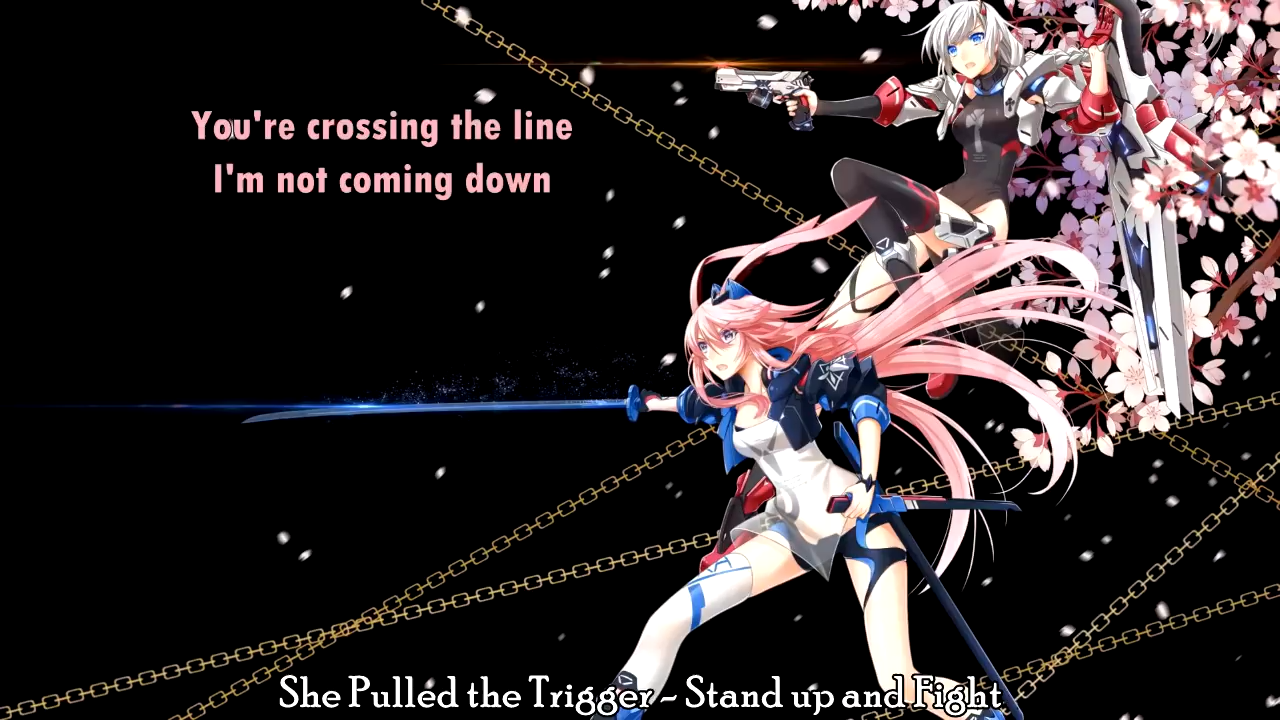 You're crossing the line
I'm not coming down
She Pulled the Trigger - Stand up and Fight